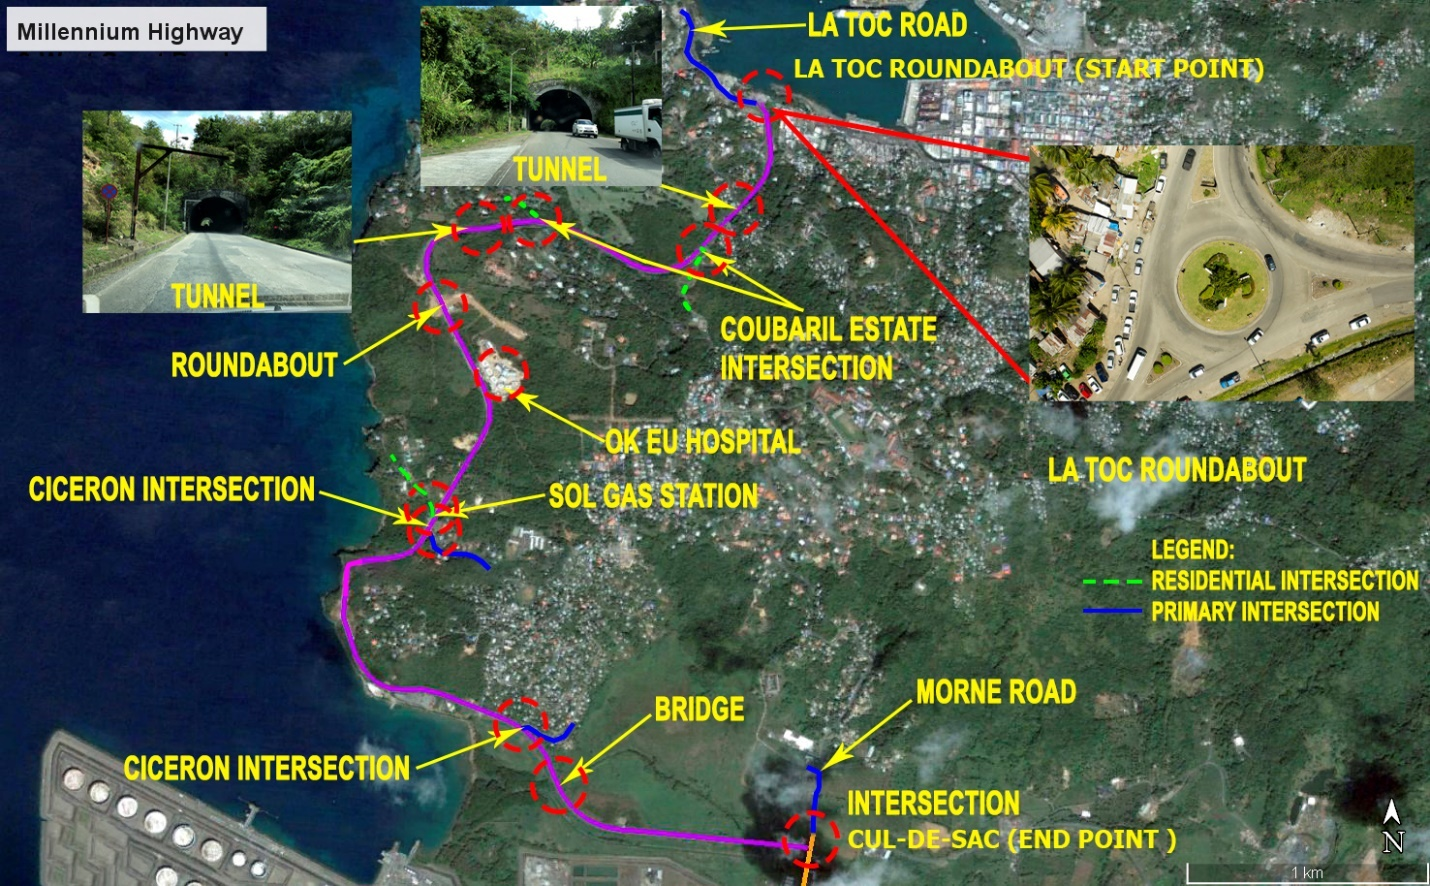 Millennium Highway
LA TOC ROAD
LA TOC ROUNDABOUT (START POINT)
TUNNEL
TUNNEL
COUBARIL ESTATE
INTERSECTION
ROUNDABOUT
OK EU HOSPITAL
LA TOC ROUNDABOUT
CICERON INTERSECTION
SOL GAS STATION
LEGEND:
RESIDENTIAL INTERSECTION
PRIMARY INTERSECTION
MORNE ROAD
BRIDGE
CICERON INTERSECTION
INTERSECTION
CUL-DE-SAC (END POINT )
N
1 km